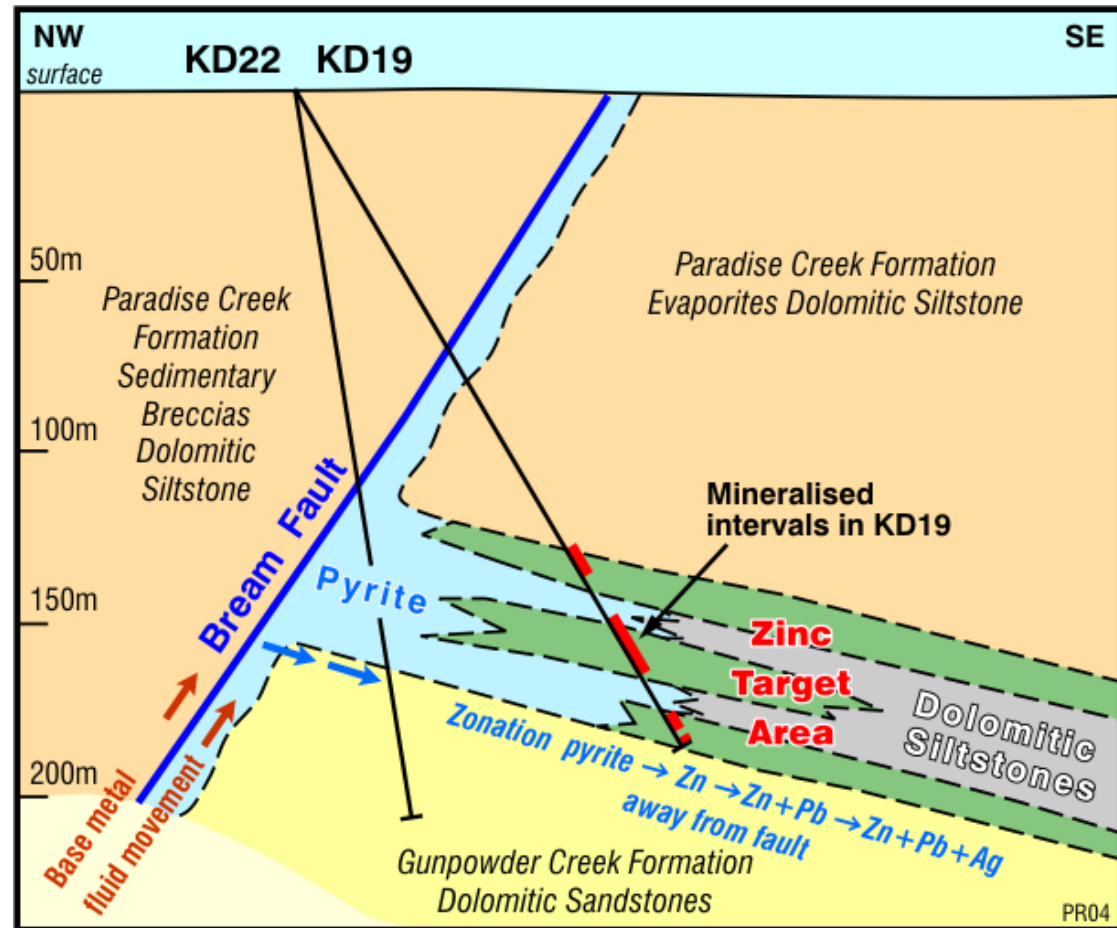 NW
SE
surface
KD22
KD19
50m
100m
150m
200m
Paradise Creek
Formation
Sedimentary
Breccias
Dolomitic
Siltstone
Paradise Creek Formation
Evaporites Dolomitic Siltstone
Bream Fault
Mineralised
intervals in KD19
Pyrite
Zinc
Target
Area
Dolomitic
Siltstones
Base metal
fluid movement
Zonation pyrite → Zn → Zn+Pb → Zn+Pb+Ag
away from fault
Gunpowder Creek Formation
Dolomitic Sandstones
PR04